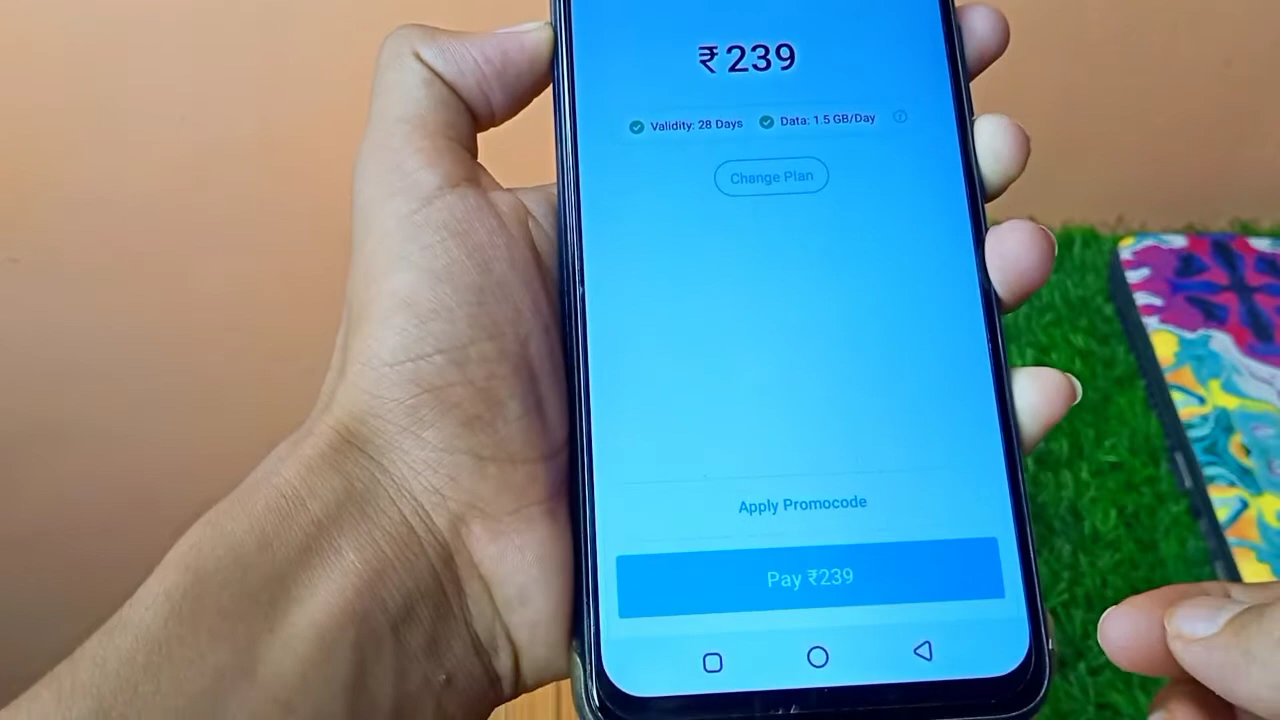 ₹239
Validity: 28 Days Data: 1.5 GB/Day
Change Plan
Apply Promocode
Pay ₹239